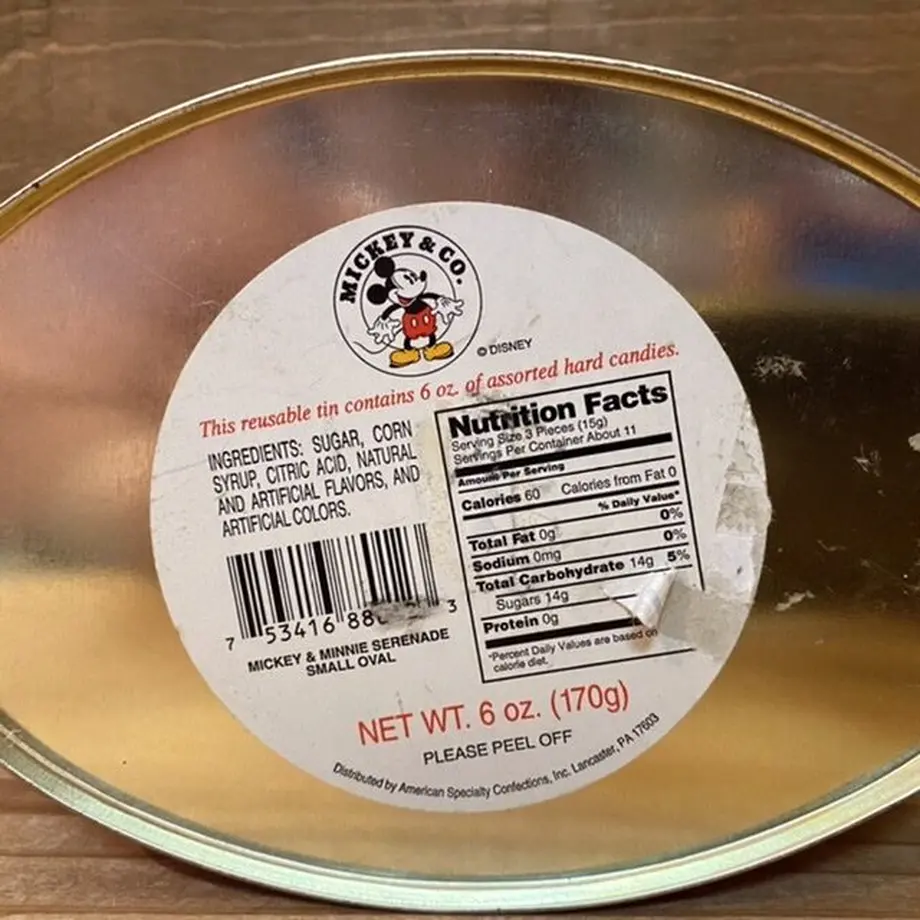 MICKEY & CO.
© DISNEY
This reusable tin contains 6 oz. of assorted hard candies.
INGREDIENTS: SUGAR, CORN
SYRUP, CITRIC ACID, NATURAL
AND ARTIFICIAL FLAVORS, AND
ARTIFICIAL COLORS.
7 53416 88 3
MICKEY & MINNIE SERENADE
SMALL OVAL
Nutrition Facts
Serving Size 3 Pieces (15g)
Servings Per Container About 11
Amount Per Serving
Calories 60 Calories from Fat 0
% Daily Value*
Total Fat 0g 0%
Sodium 0mg 0%
Total Carbohydrate 14g 5%
Sugars 14g
Protein 0g
*Percent Daily Values are based on
calorie diet.
NET WT. 6 oz. (170g)
PLEASE PEEL OFF
Distributed by American Specialty Confections, Inc. Lancaster, PA 17603